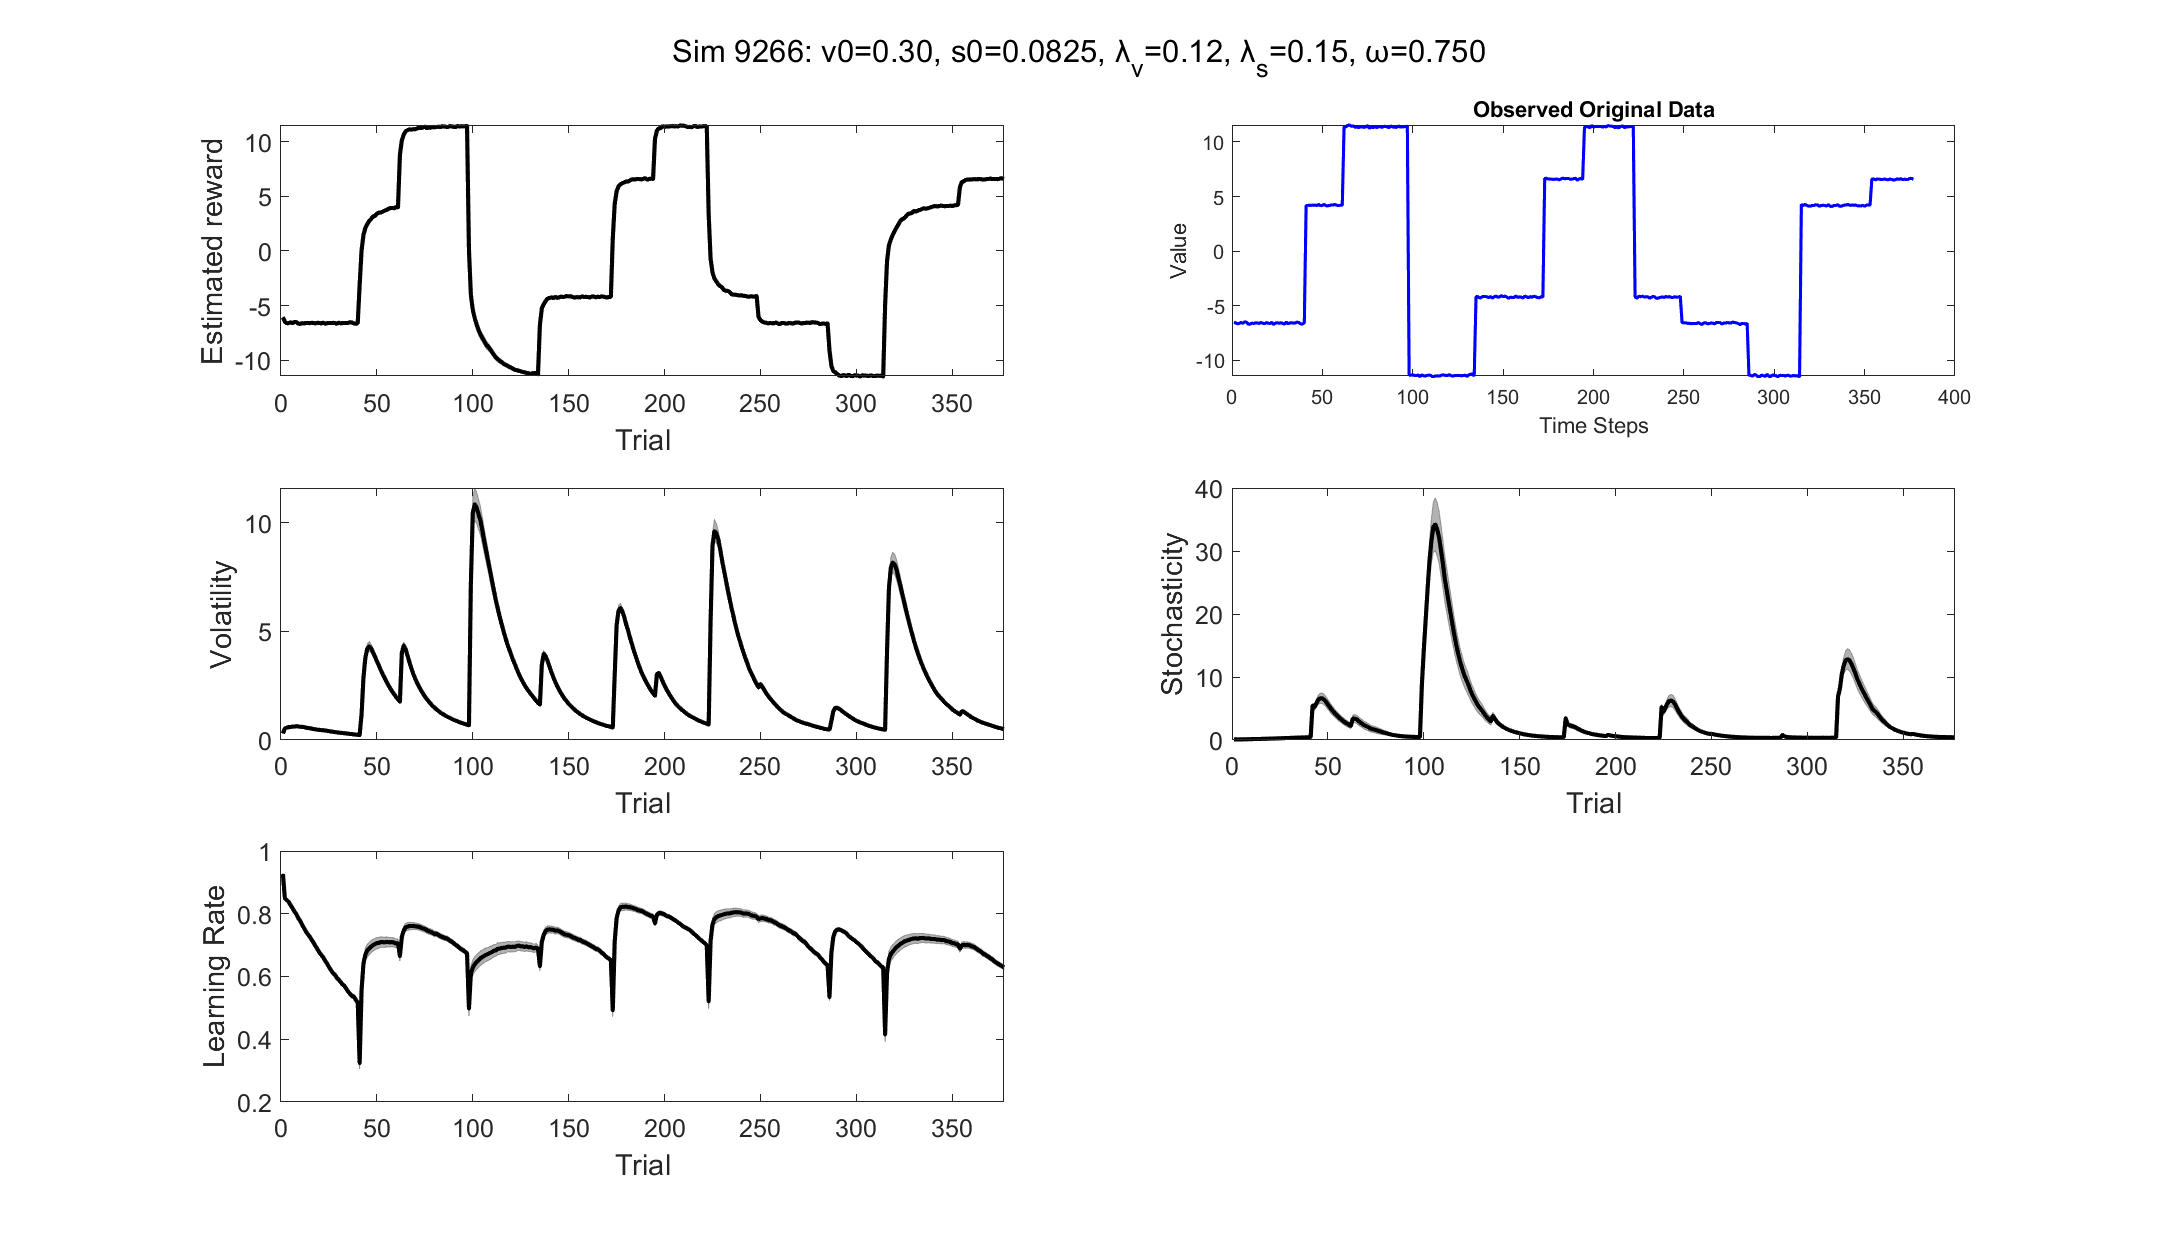 Sim 9266: v0=0.30, s0=0.0825, λ_v=0.12, λ_s=0.15, ω=0.750
Estimated reward
10
5
0
-5
-10
0 50 100 150 200 250 300 350
Trial
Observed Original Data
Value
10
5
0
-5
-10
0 50 100 150 200 250 300 350 400
Time Steps
Volatility
10
5
0
0 50 100 150 200 250 300 350
Trial
Stochasticity
40
30
20
10
0
0 50 100 150 200 250 300 350
Trial
Learning Rate
1
0.8
0.6
0.4
0.2
0 50 100 150 200 250 300 350
Trial